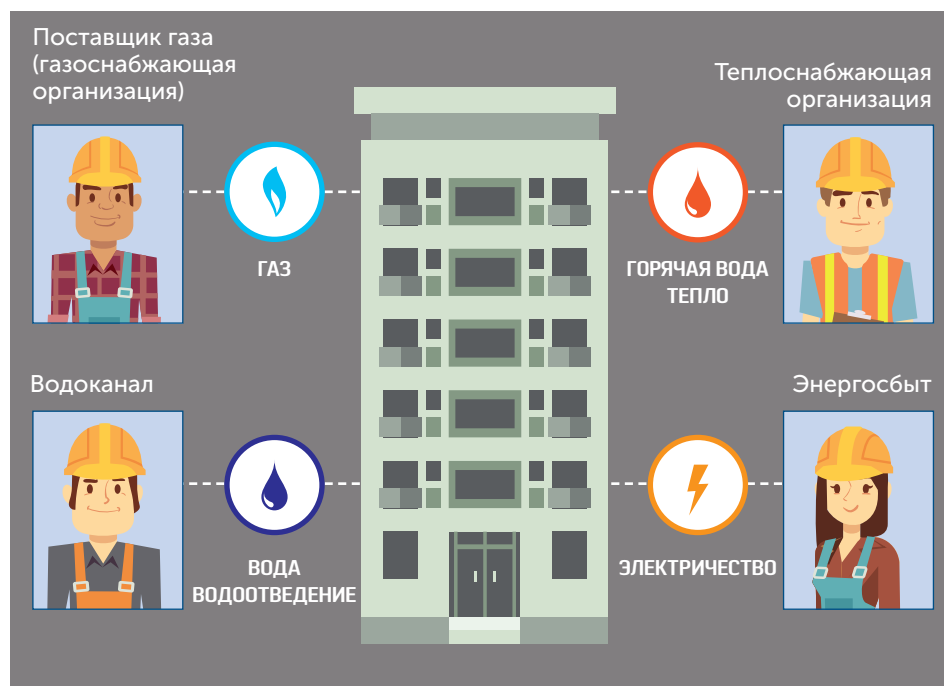 Поставщик газа
(газоснабжающая
организация)
Теплоснабжающая
организация
ГАЗ
ГОРЯЧАЯ ВОДА
ТЕПЛО
Водоканал
Энергосбыт
ВОДА
ВОДООТВЕДЕНИЕ
ЭЛЕКТРИЧЕСТВО